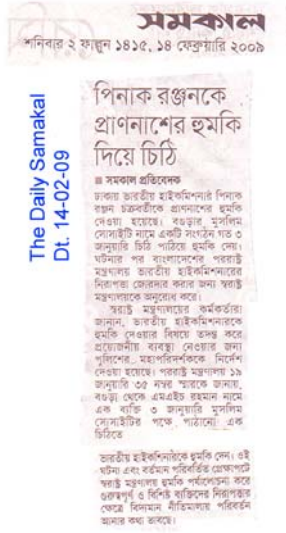 সমকাল
শনিবার ২ ফাল্গুন ১৪১৫, ১৪ ফেব্রুয়ারি ২০০৯
The Daily Samakal
Dt. 14-02-09
পিনাক রঞ্জনকে
প্রাণনাশের হুমকি
দিয়ে চিঠি
■ সমকাল প্রতিবেদক
ঢাকায় ভারতীয় হাইকমিশনার পিনাক
রঞ্জন চক্রবর্তীকে প্রাণনাশের হুমকি
দেওয়া হয়েছে। বগুড়ার মুসলিম
সোসাইটি নামে একটি সংগঠন গত ৩
জানুয়ারি চিঠি পাঠিয়ে হুমকি দেয়।
ঘটনার পর বাংলাদেশের পররাষ্ট্র
মন্ত্রণালয় ভারতীয় হাইকমিশনারের
নিরাপত্তা জোরদার করার জন্য স্বরাষ্ট্র
মন্ত্রণালয়কে অনুরোধ করে।
স্বরাষ্ট্র মন্ত্রণালয়ের কর্মকর্তারা
জানান, ভারতীয় হাইকমিশনারকে
হুমকি দেওয়ার বিষয়ে তদন্ত করে
প্রয়োজনীয় ব্যবস্থা নেওয়ার জন্য
পুলিশের মহাপরিদর্শককে নির্দেশ
দেওয়া হয়েছে। পররাষ্ট্র মন্ত্রণালয় ১৯
জানুয়ারি ৩৫ নম্বর স্মারকে জানায়,
বগুড়া থেকে এমএইচ রহমান নামে
এক ব্যক্তি ৩ জানুয়ারি মুসলিম
সোসাইটির পক্ষে পাঠানো এক
চিঠিতে
ভারতীয় হাইকমিশনারকে হুমকি দেন। ওই
ঘটনা এবং বর্তমান পরিবর্তিত প্রেক্ষাপটে
স্বরাষ্ট্র মন্ত্রণালয় হুমকি পর্যালোচনা করে
গুরুত্বপূর্ণ ও বিশিষ্ট ব্যক্তিদের নিরাপত্তার
ক্ষেত্রে বিদ্যমান নীতিমালায় পরিবর্তন
আনার কথা ভাবছে।